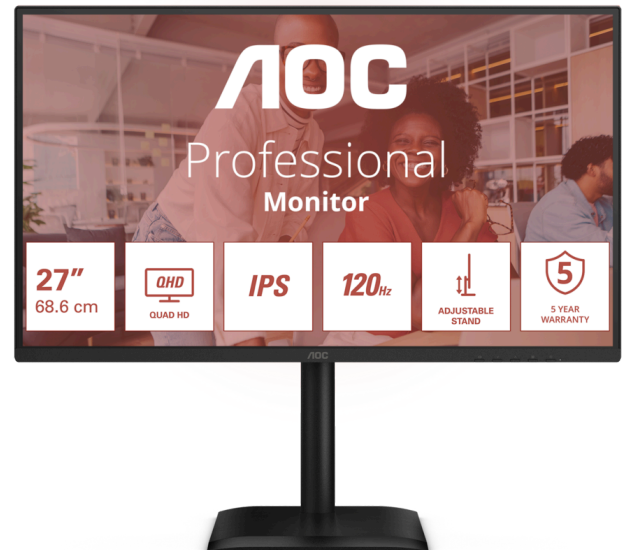 AOC
Professional
Monitor
27"
68.6 cm
QHD
QUAD HD
IPS
120Hz
ADJUSTABLE
STAND
5
5 YEAR
WARRANTY
AOC